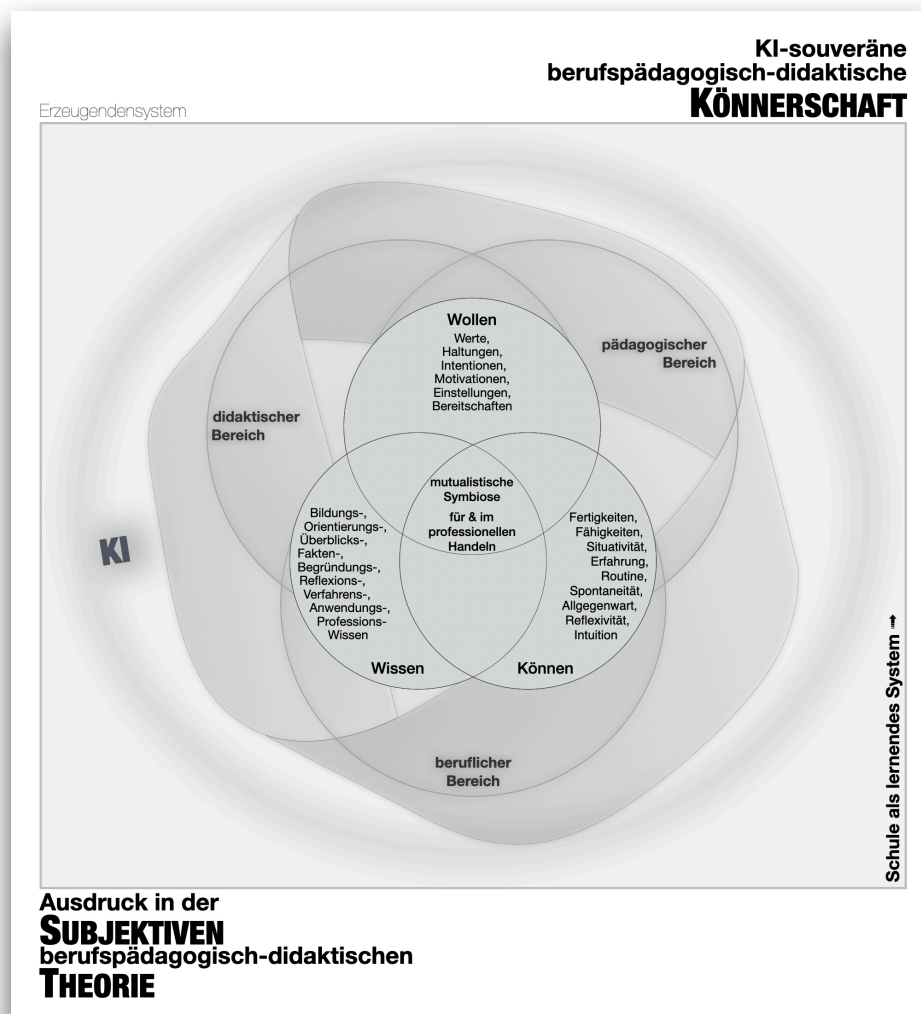 KI-souveräne
berufspädagogisch-didaktische
KÖNNERSCHAFT
Erzeugendensystem
Wollen
Werte,
Haltungen,
Intentionen,
Motivationen,
Einstellungen,
Bereitschaften
pädagogischer
Bereich
didaktischer
Bereich
mutualistische
Symbiose
für & im
professionellen
Handeln
Bildungs-,
Orientierungs-,
Überblicks-,
Fakten-,
Begründungs-,
Reflexions-,
Verfahrens-,
Anwendungs-,
Professions-
Wissen
Wissen
Fertigkeiten,
Fähigkeiten,
Situativität,
Erfahrung,
Routine,
Spontaneität,
Allgegenwart,
Reflexivität,
Intuition
Können
KI
beruflicher
Bereich
Schule als lernendes System ➟
Ausdruck in der
SUBJEKTIVEN
berufspädagogisch-didaktischen
THEORIE